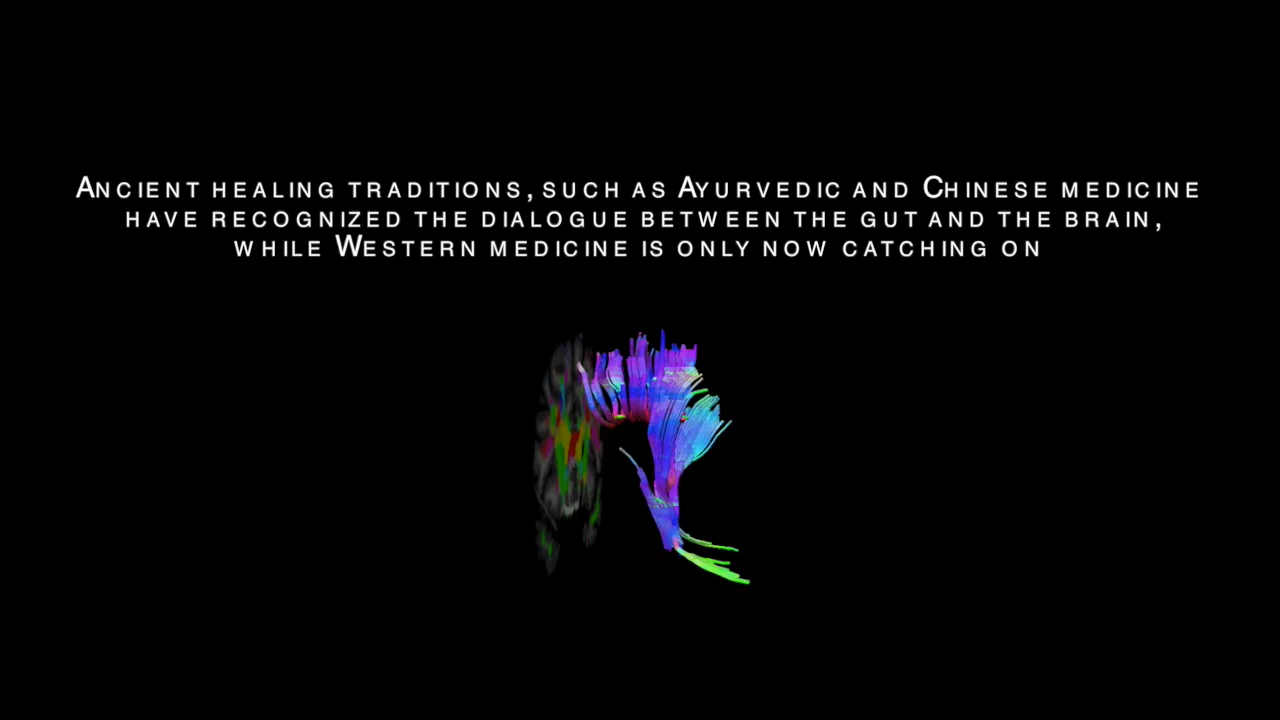 Ancient healing traditions, such as Ayurvedic and Chinese medicine
have recognized the dialogue between the gut and the brain,
while Western medicine is only now catching on